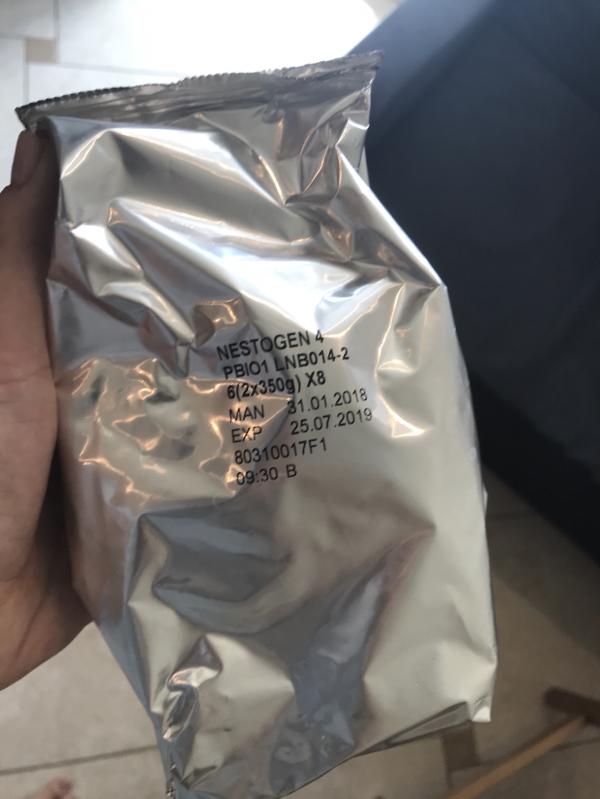 NESTOGEN 4
PBIO1 LNB014-2
6(2x350g) X8
MAN 31.01.2018
EXP 25.07.2019
80310017F1
09:30 B